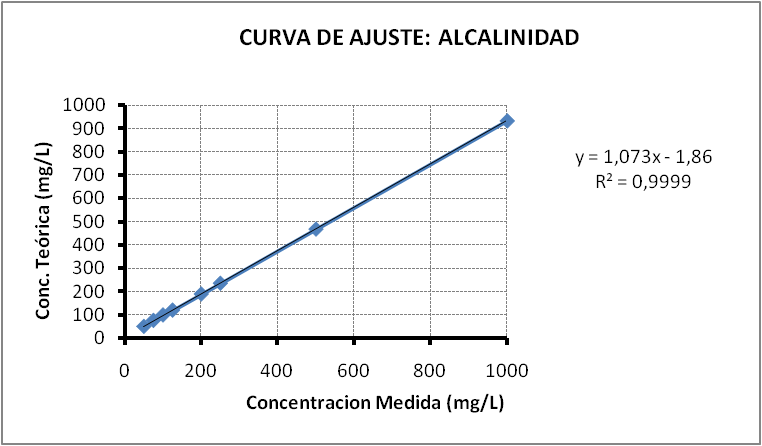 CURVA DE AJUSTE: ALCALINIDAD
1000
900
800
700
600
500
400
300
200
100
0
Conc. Teórica (mg/L)
y = 1,073x - 1,86
R² = 0,9999
0 200 400 600 800 1000
Concentracion Medida (mg/L)